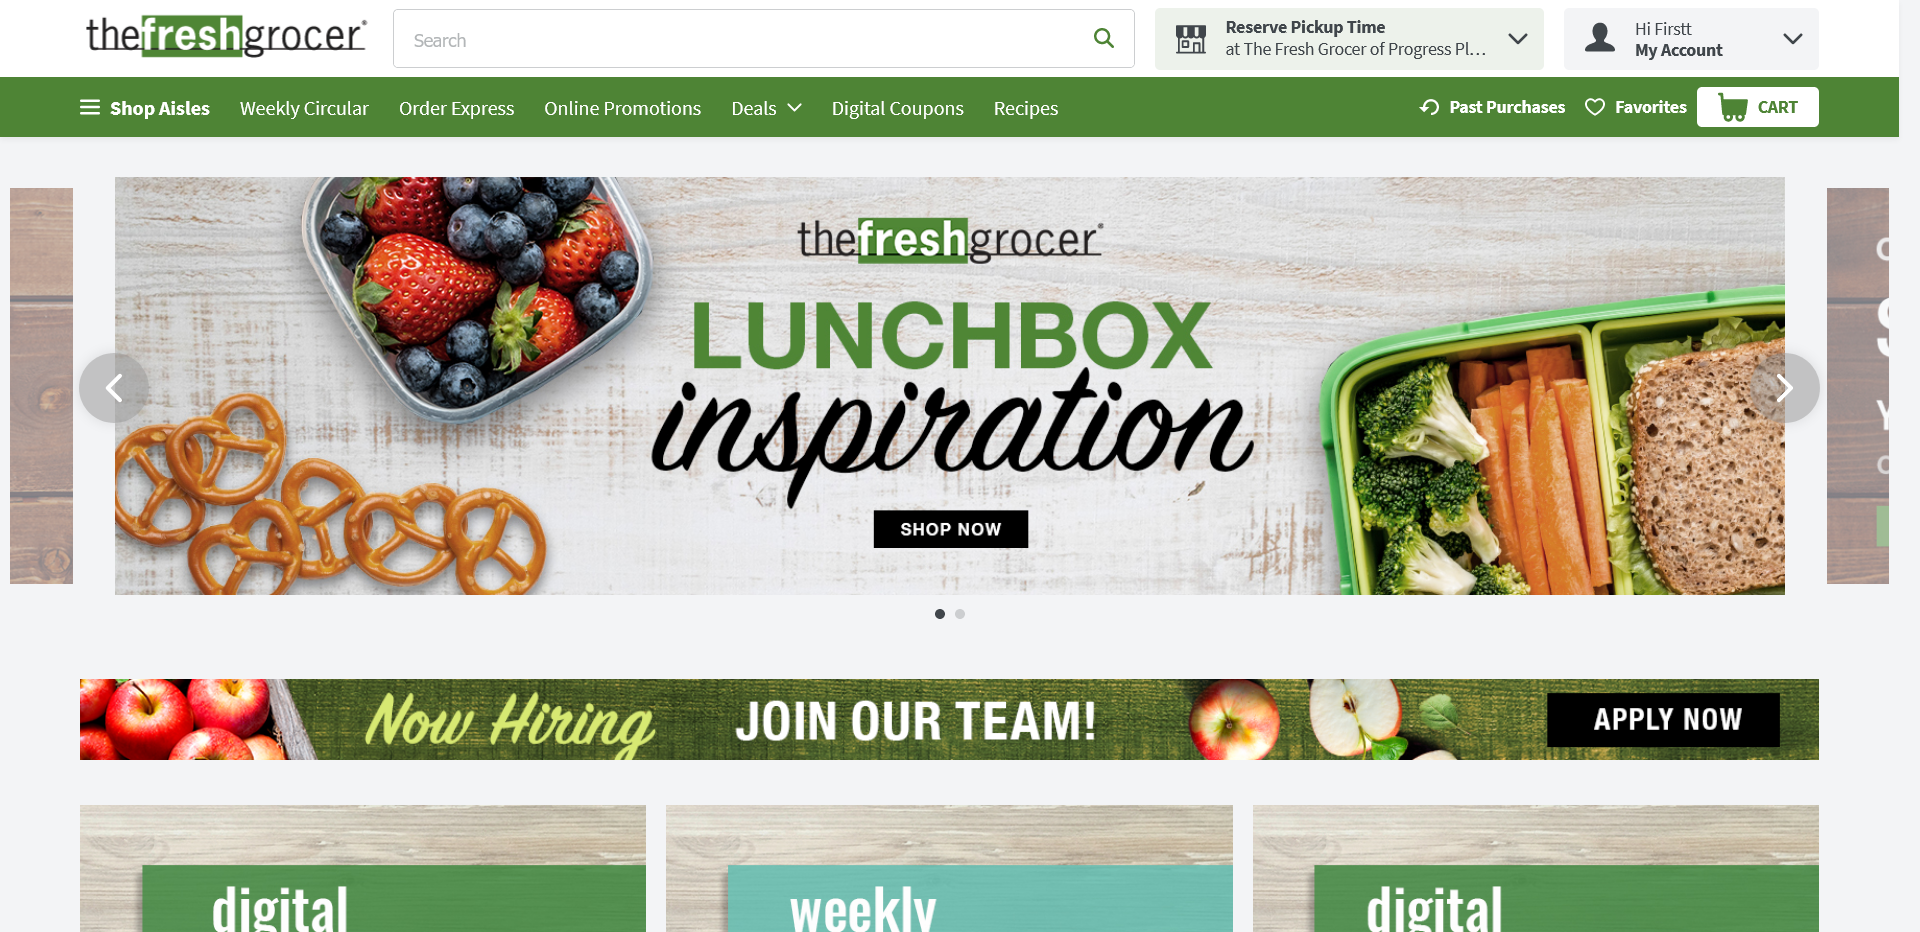 thefreshgrocer®
Search
Reserve Pickup Time
at The Fresh Grocer of Progress Pl...
Hi Firstt
My Account
Shop Aisles
Weekly Circular
Order Express
Online Promotions
Deals
Digital Coupons
Recipes
Past Purchases
Favorites
CART
thefreshgrocer®
LUNCHBOX
inspiration
SHOP NOW
Now Hiring
JOIN OUR TEAM!
APPLY NOW
digital
weekly
digital